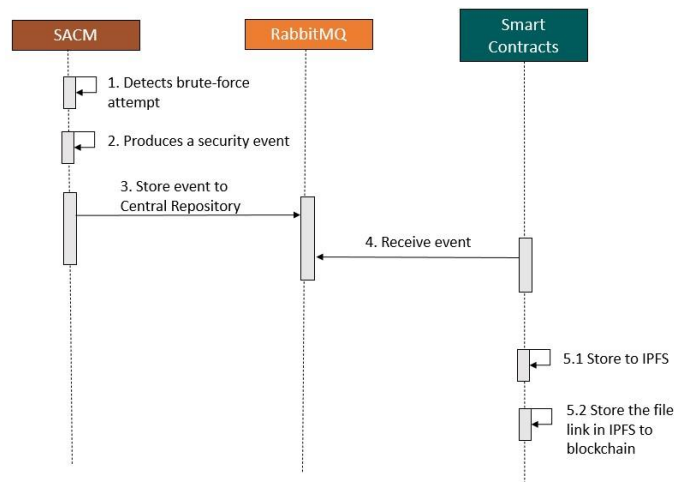 SACM
RabbitMQ
Smart
Contracts
1. Detects brute-force
attempt
2. Produces a security event
3. Store event to
Central Repository
4. Receive event
5.1 Store to IPFS
5.2 Store the file
link in IPFS to
blockchain